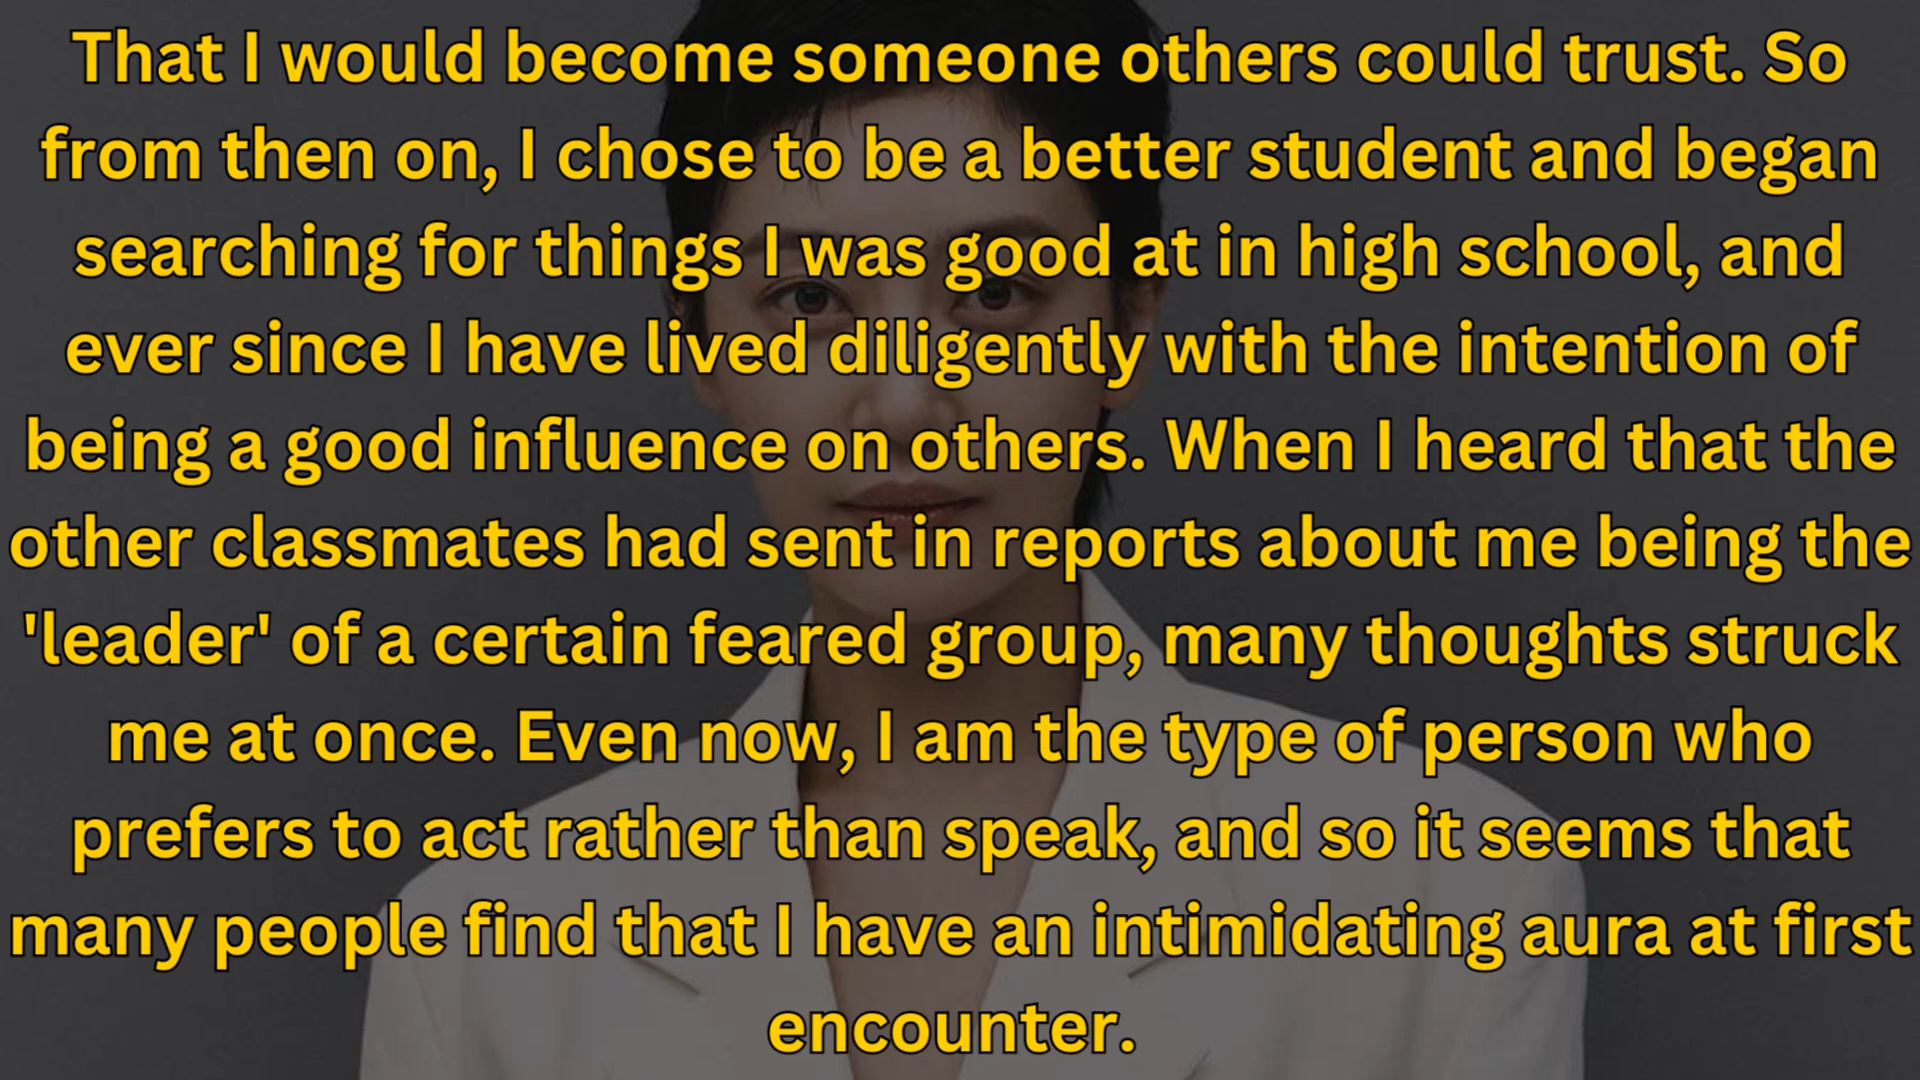 That I would become someone others could trust. So
from then on, I chose to be a better student and began
searching for things I was good at in high school, and
ever since I have lived diligently with the intention of
being a good influence on others. When I heard that the
other classmates had sent in reports about me being the
'leader' of a certain feared group, many thoughts struck
me at once. Even now, I am the type of person who
prefers to act rather than speak, and so it seems that
many people find that I have an intimidating aura at first
encounter.